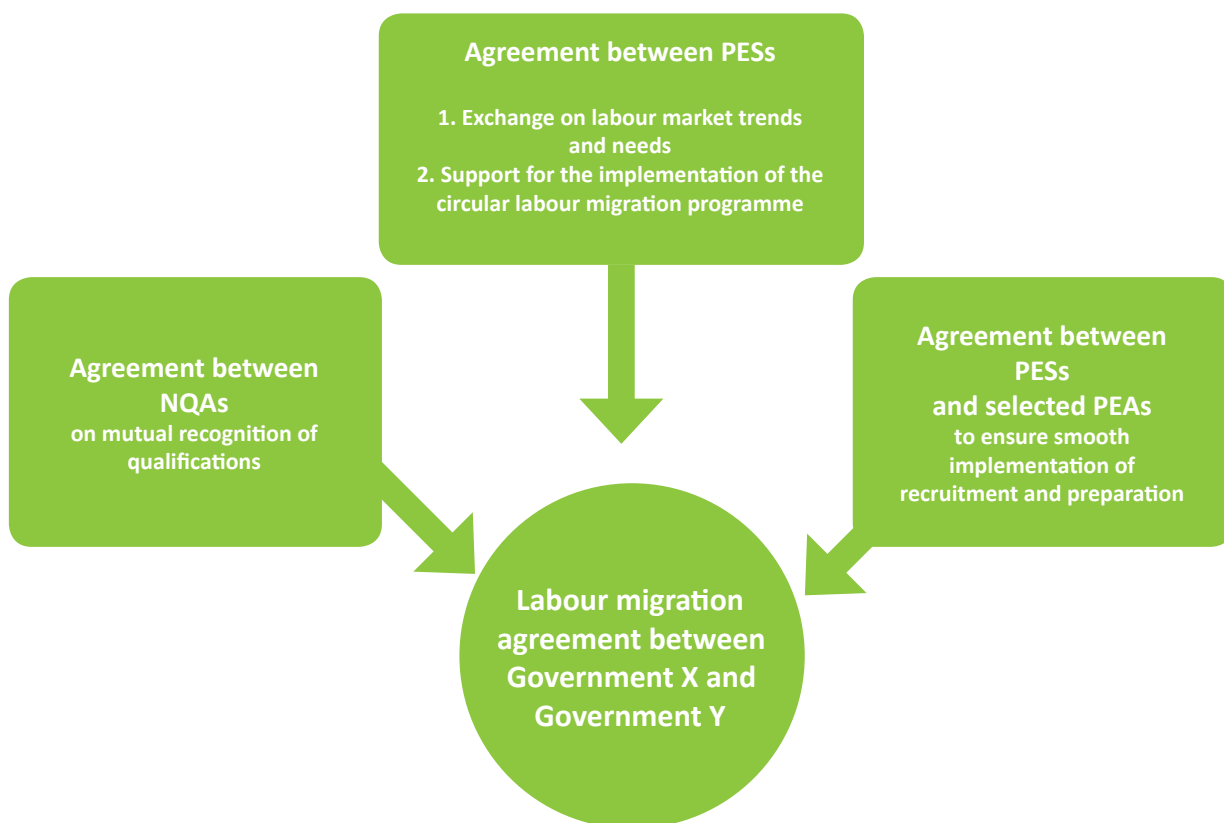 Agreement between PESs
1. Exchange on labour market trends
and needs
2. Support for the implementation of the
circular labour migration programme
Agreement between
NQAs
on mutual recognition of
qualifications
Agreement between
PESs
and selected PEAs
to ensure smooth
implementation of
recruitment and preparation
Labour migration
agreement between
Government X and
Government Y